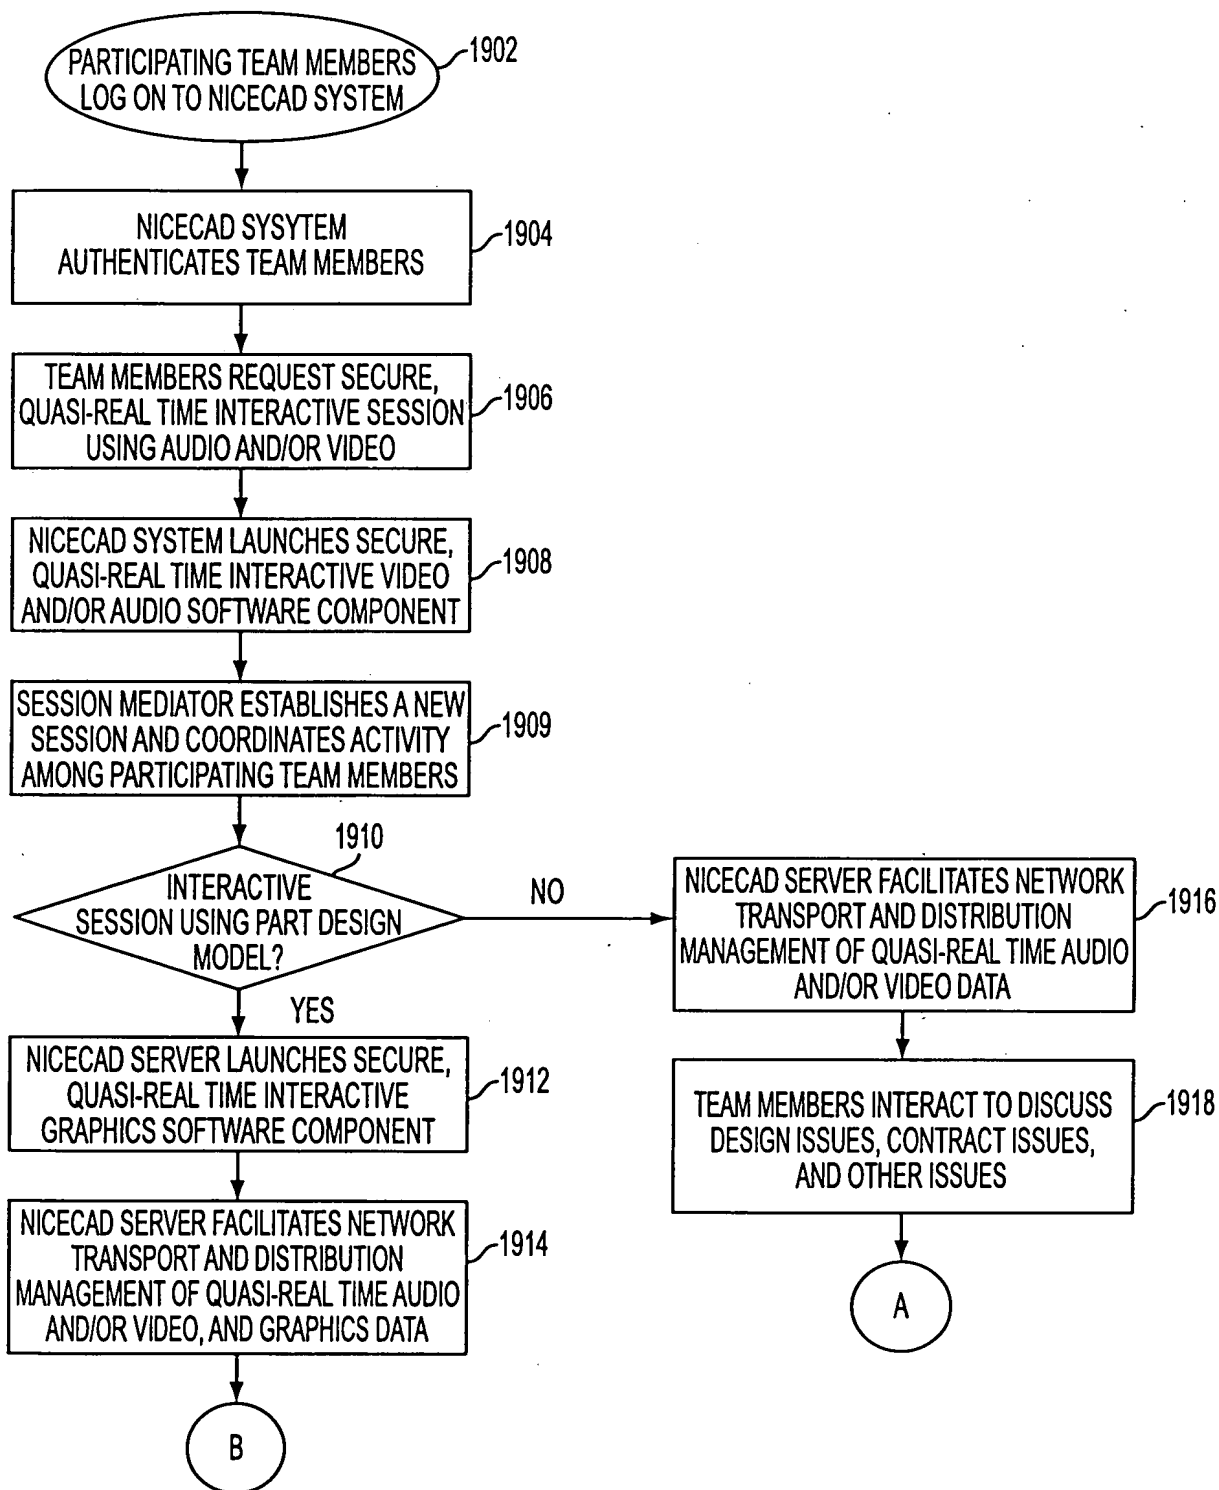 PARTICIPATING TEAM MEMBERS
LOG ON TO NICECAD SYSTEM
1902
NICECAD SYSYTEM
AUTHENTICATES TEAM MEMBERS
1904
TEAM MEMBERS REQUEST SECURE,
QUASI-REAL TIME INTERACTIVE SESSION
USING AUDIO AND/OR VIDEO
1906
NICECAD SYSTEM LAUNCHES SECURE,
QUASI-REAL TIME INTERACTIVE VIDEO
AND/OR AUDIO SOFTWARE COMPONENT
1908
SESSION MEDIATOR ESTABLISHES A NEW
SESSION AND COORDINATES ACTIVITY
AMONG PARTICIPATING TEAM MEMBERS
1909
1910
INTERACTIVE
SESSION USING PART DESIGN
MODEL?
NO
YES
NICECAD SERVER LAUNCHES SECURE,
QUASI-REAL TIME INTERACTIVE
GRAPHICS SOFTWARE COMPONENT
1912
NICECAD SERVER FACILITATES NETWORK
TRANSPORT AND DISTRIBUTION
MANAGEMENT OF QUASI-REAL TIME AUDIO
AND/OR VIDEO, AND GRAPHICS DATA
1914
B
NICECAD SERVER FACILITATES NETWORK
TRANSPORT AND DISTRIBUTION
MANAGEMENT OF QUASI-REAL TIME AUDIO
AND/OR VIDEO DATA
1916
TEAM MEMBERS INTERACT TO DISCUSS
DESIGN ISSUES, CONTRACT ISSUES,
AND OTHER ISSUES
1918
A